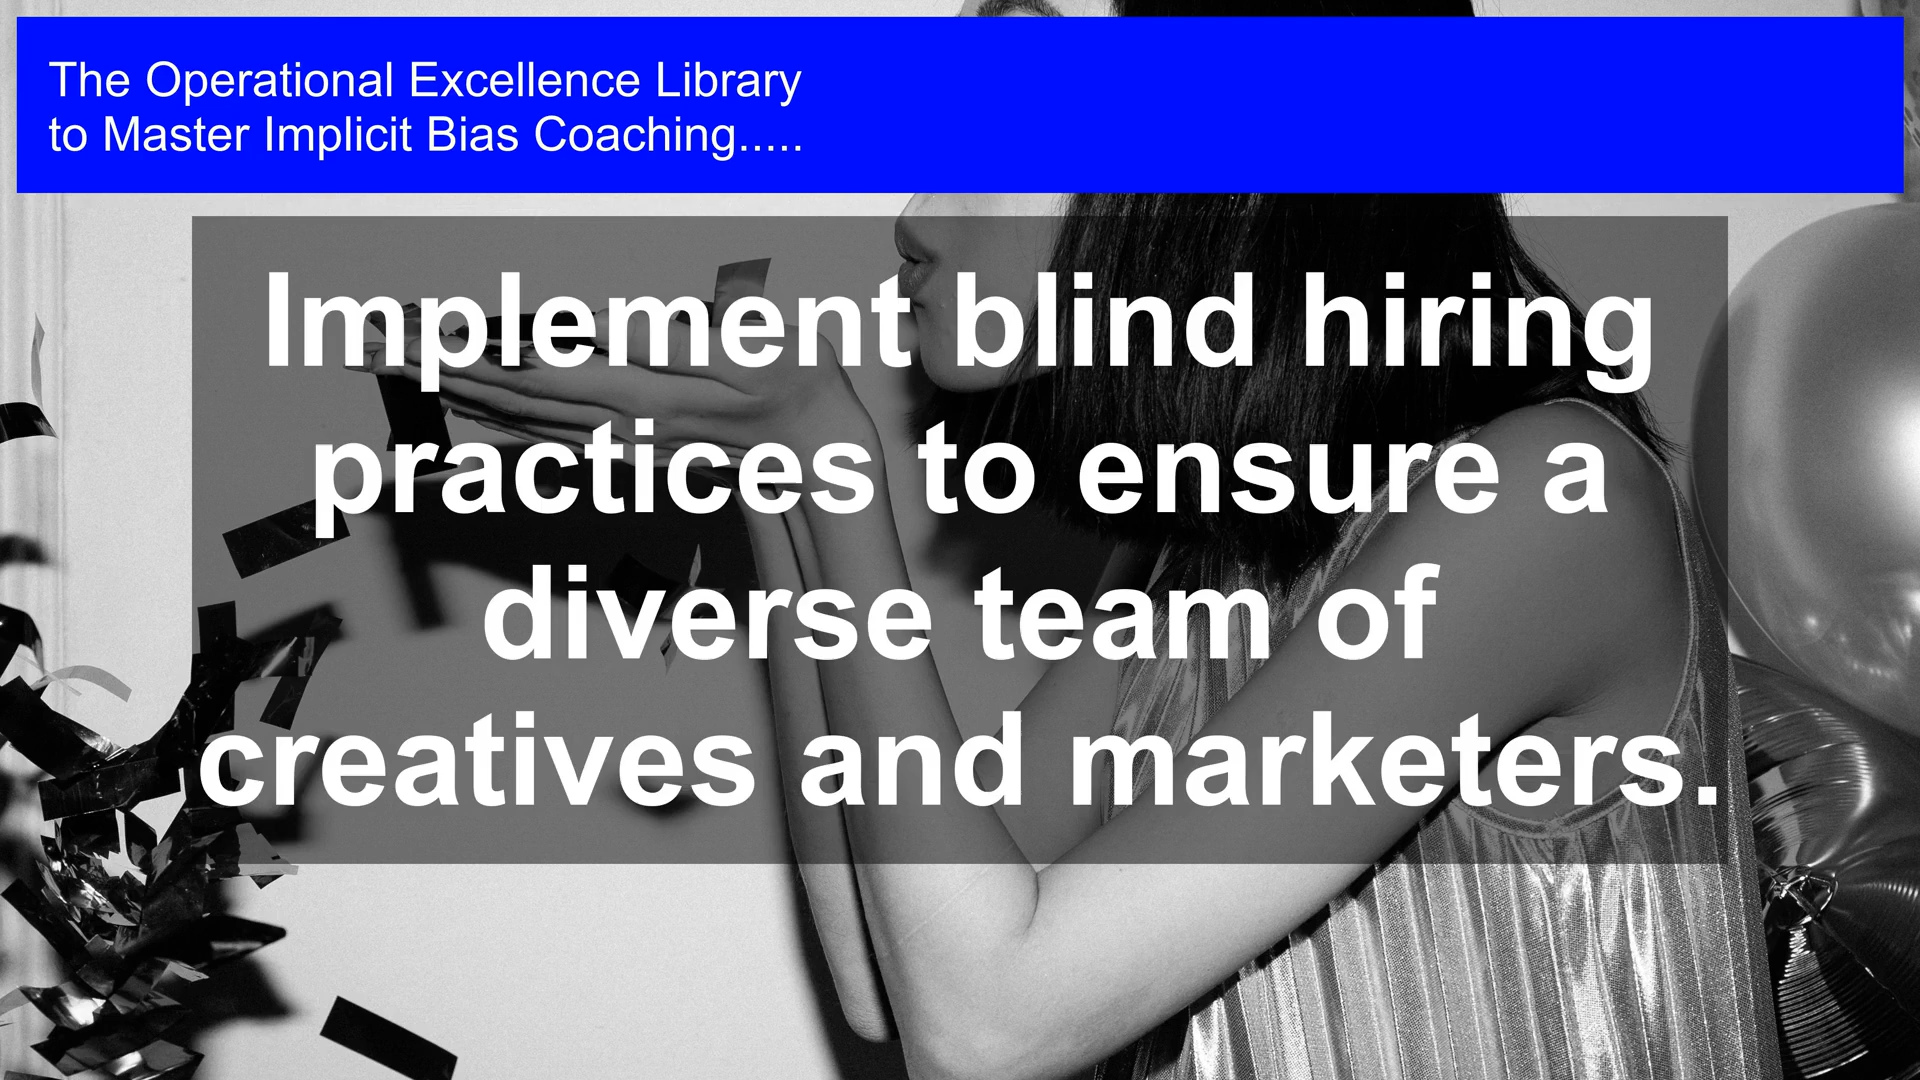 The Operational Excellence Library
to Master Implicit Bias Coaching.....
Implement blind hiring
practices to ensure a
diverse team of
creatives and marketers.